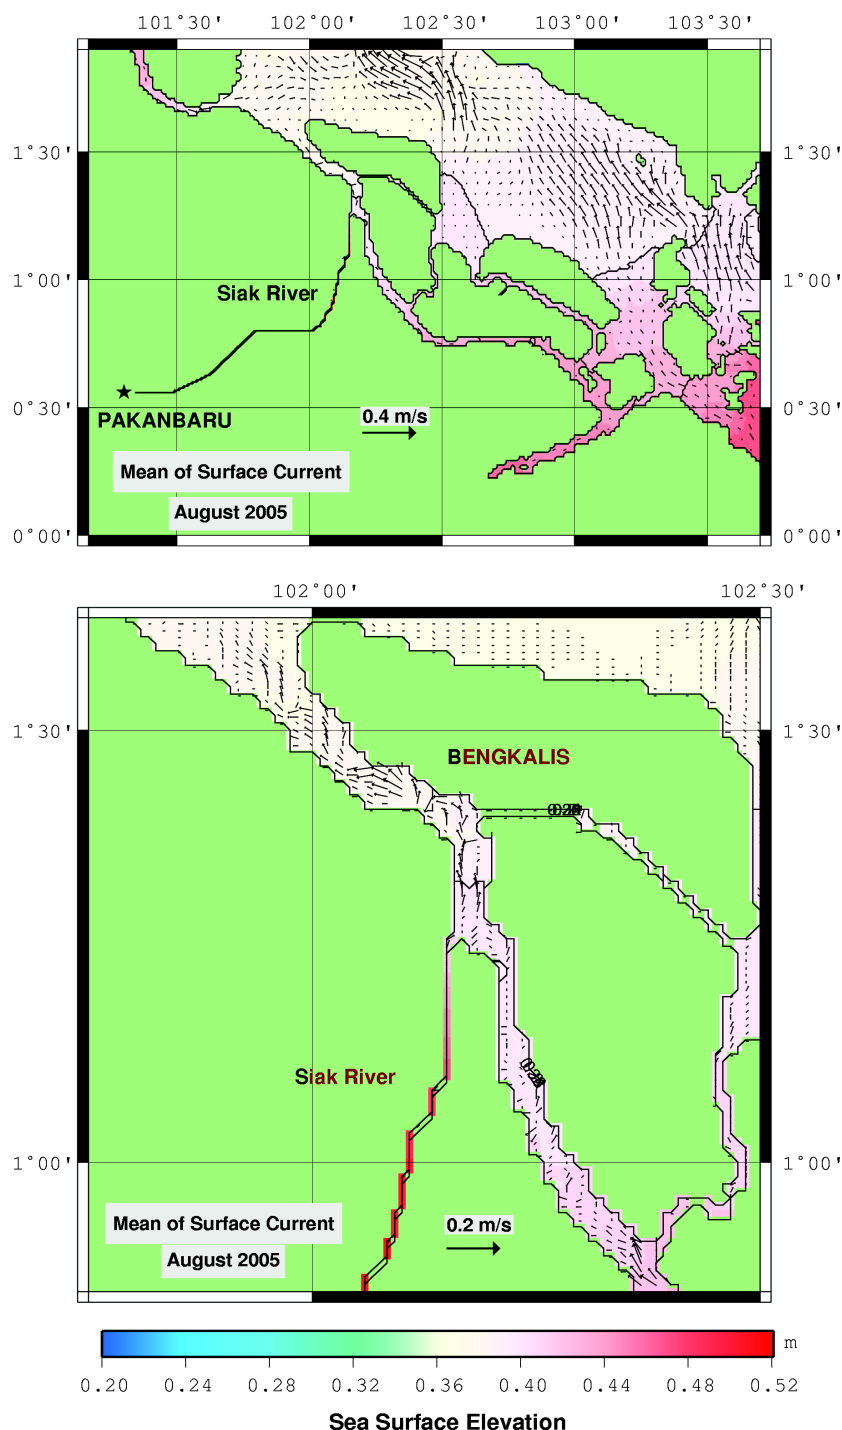 101°30' 102°00' 102°30' 103°00' 103°30'
1°30' 1°30'
1°00' 1°00'
Siak River
PAKANBARU
0°30' 0°30'
0.4 m/s
Mean of Surface Current
August 2005
0°00' 0°00'
102°00' 102°30'
1°30' 1°30'
BENGKALIS
Siak River
1°00' 1°00'
0.2 m/s
Mean of Surface Current
August 2005
m
0.20 0.24 0.28 0.32 0.36 0.40 0.44 0.48 0.52
Sea Surface Elevation